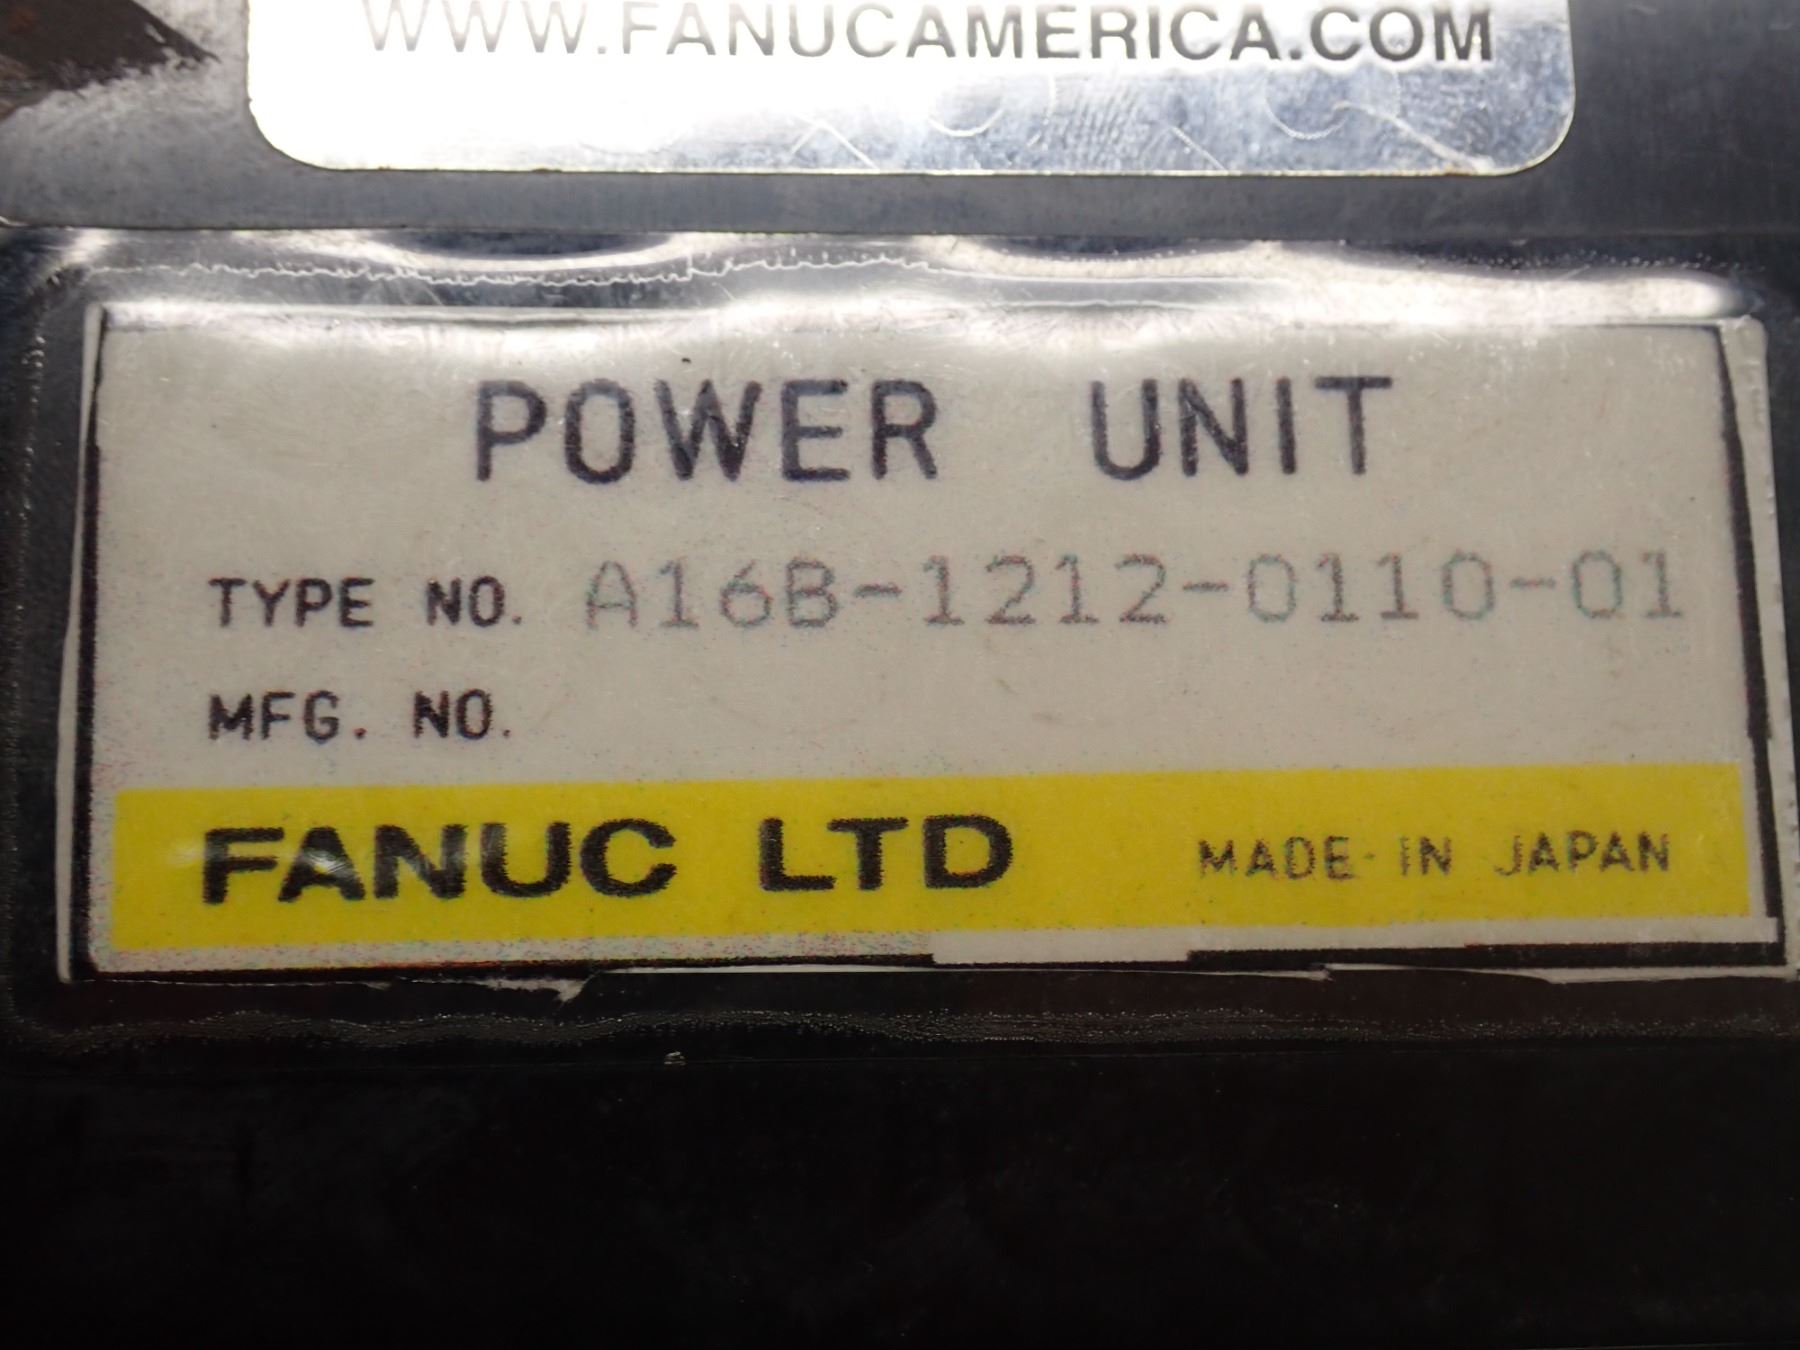 WWW.FANUCAMERICA.COM
POWER UNIT
TYPE NO. A16B-1212-0110-01
MFG. NO.
FANUC LTD MADE IN JAPAN